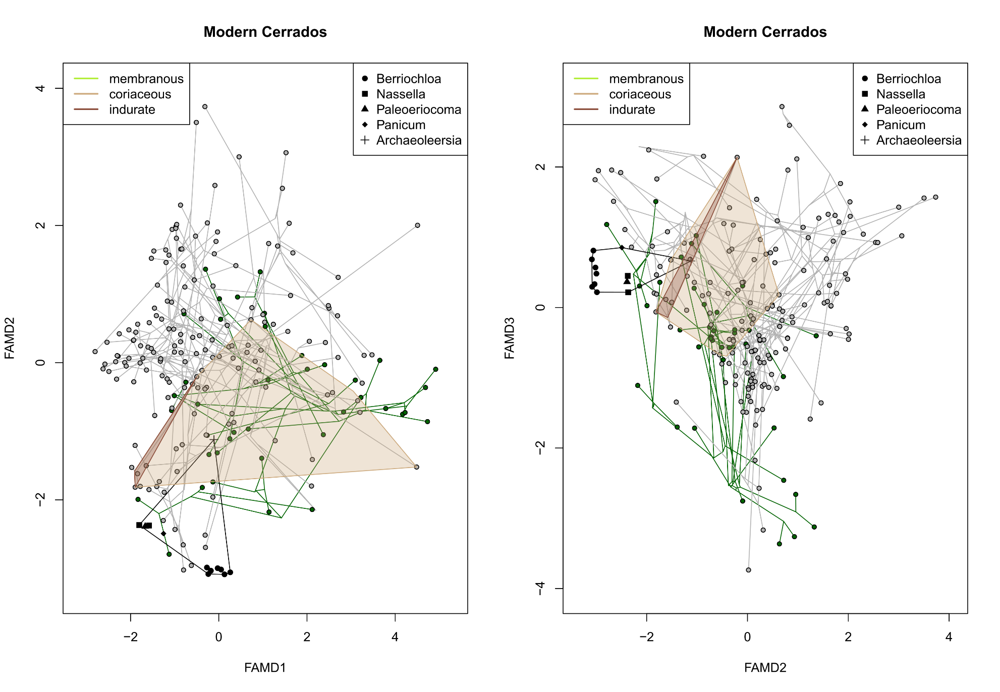 Modern Cerrados
membranous
coriaceous
indurate
Berriochloa
Nassella
Paleoeriocoma
Panicum
Archaeoleersia
4
2
0
−2
FAMD2
−2
0
2
4
FAMD1
Modern Cerrados
membranous
coriaceous
indurate
Berriochloa
Nassella
Paleoeriocoma
Panicum
Archaeoleersia
2
0
−2
−4
FAMD3
−2
0
2
4
FAMD2